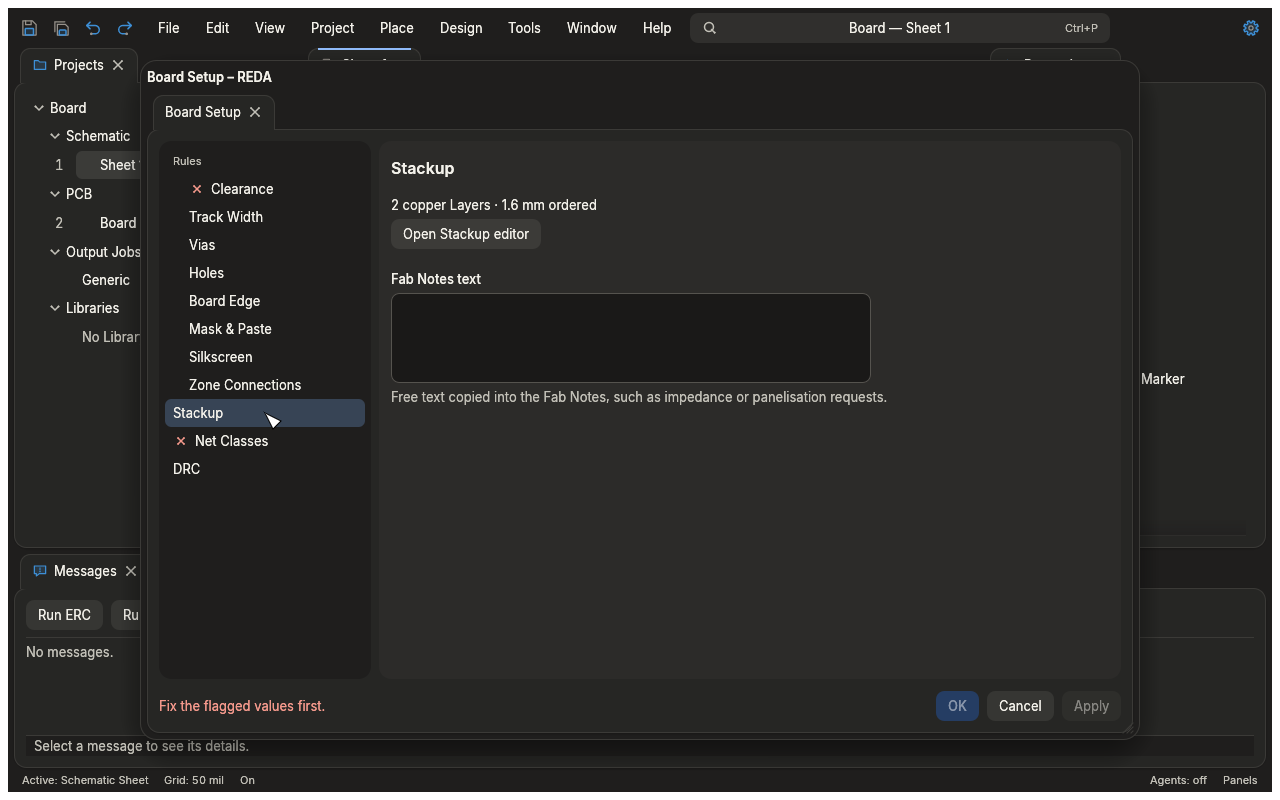 File Edit View Project Place Design Tools Window Help Board — Sheet 1 Ctrl+P
Projects
Board Setup – REDA
Board Setup
Board
Schematic
1 Sheet
PCB
2 Board
Output Jobs
Generic
Libraries
No Librar
Rules
Clearance
Track Width
Vias
Holes
Board Edge
Mask & Paste
Silkscreen
Zone Connections
Stackup
Net Classes
DRC
Stackup
2 copper Layers · 1.6 mm ordered
Open Stackup editor
Fab Notes text
Free text copied into the Fab Notes, such as impedance or panelisation requests.
Marker
Messages
Run ERC Ru
No messages.
Fix the flagged values first.
OK Cancel Apply
Select a message to see its details.
Active: Schematic Sheet Grid: 50 mil On Agents: off Panels